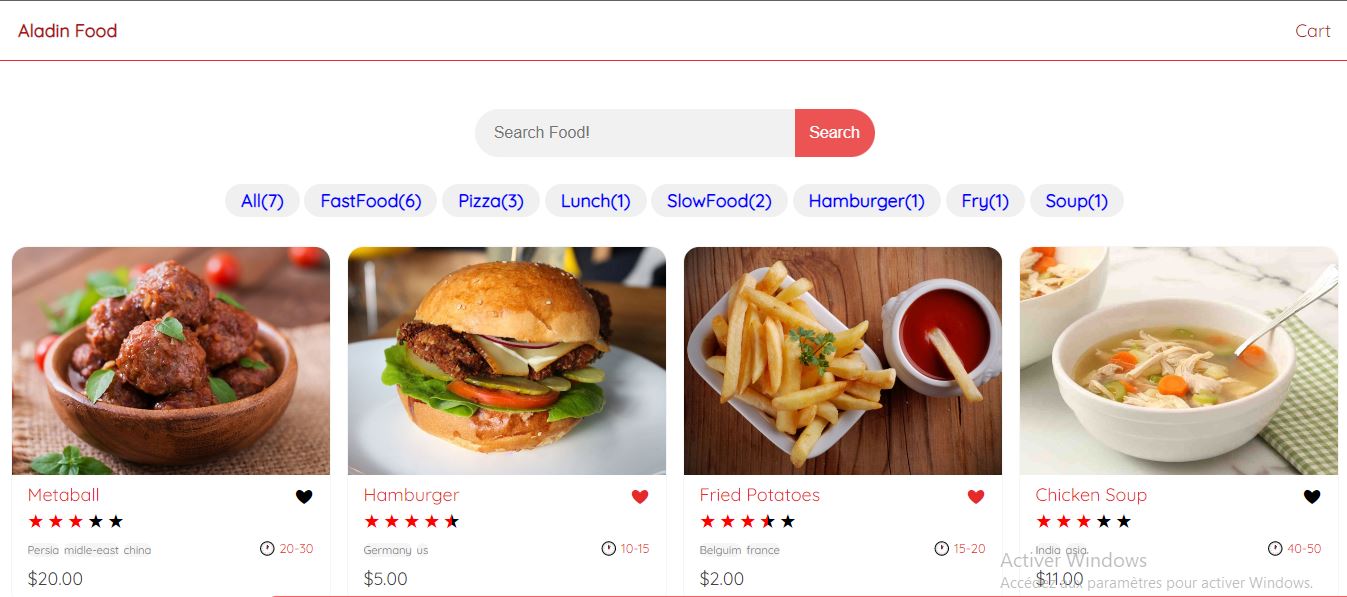 Aladin Food
Cart
Search Food!
Search
All(7)
FastFood(6)
Pizza(3)
Lunch(1)
SlowFood(2)
Hamburger(1)
Fry(1)
Soup(1)
Metaball
Persia midle-east china
20-30
$20.00
Hamburger
Germany us
10-15
$5.00
Fried Potatoes
Belguim france
15-20
$2.00
Chicken Soup
India asia.
40-50
$11.00
Activer Windows
Accédez aux paramètres pour activer Windows.